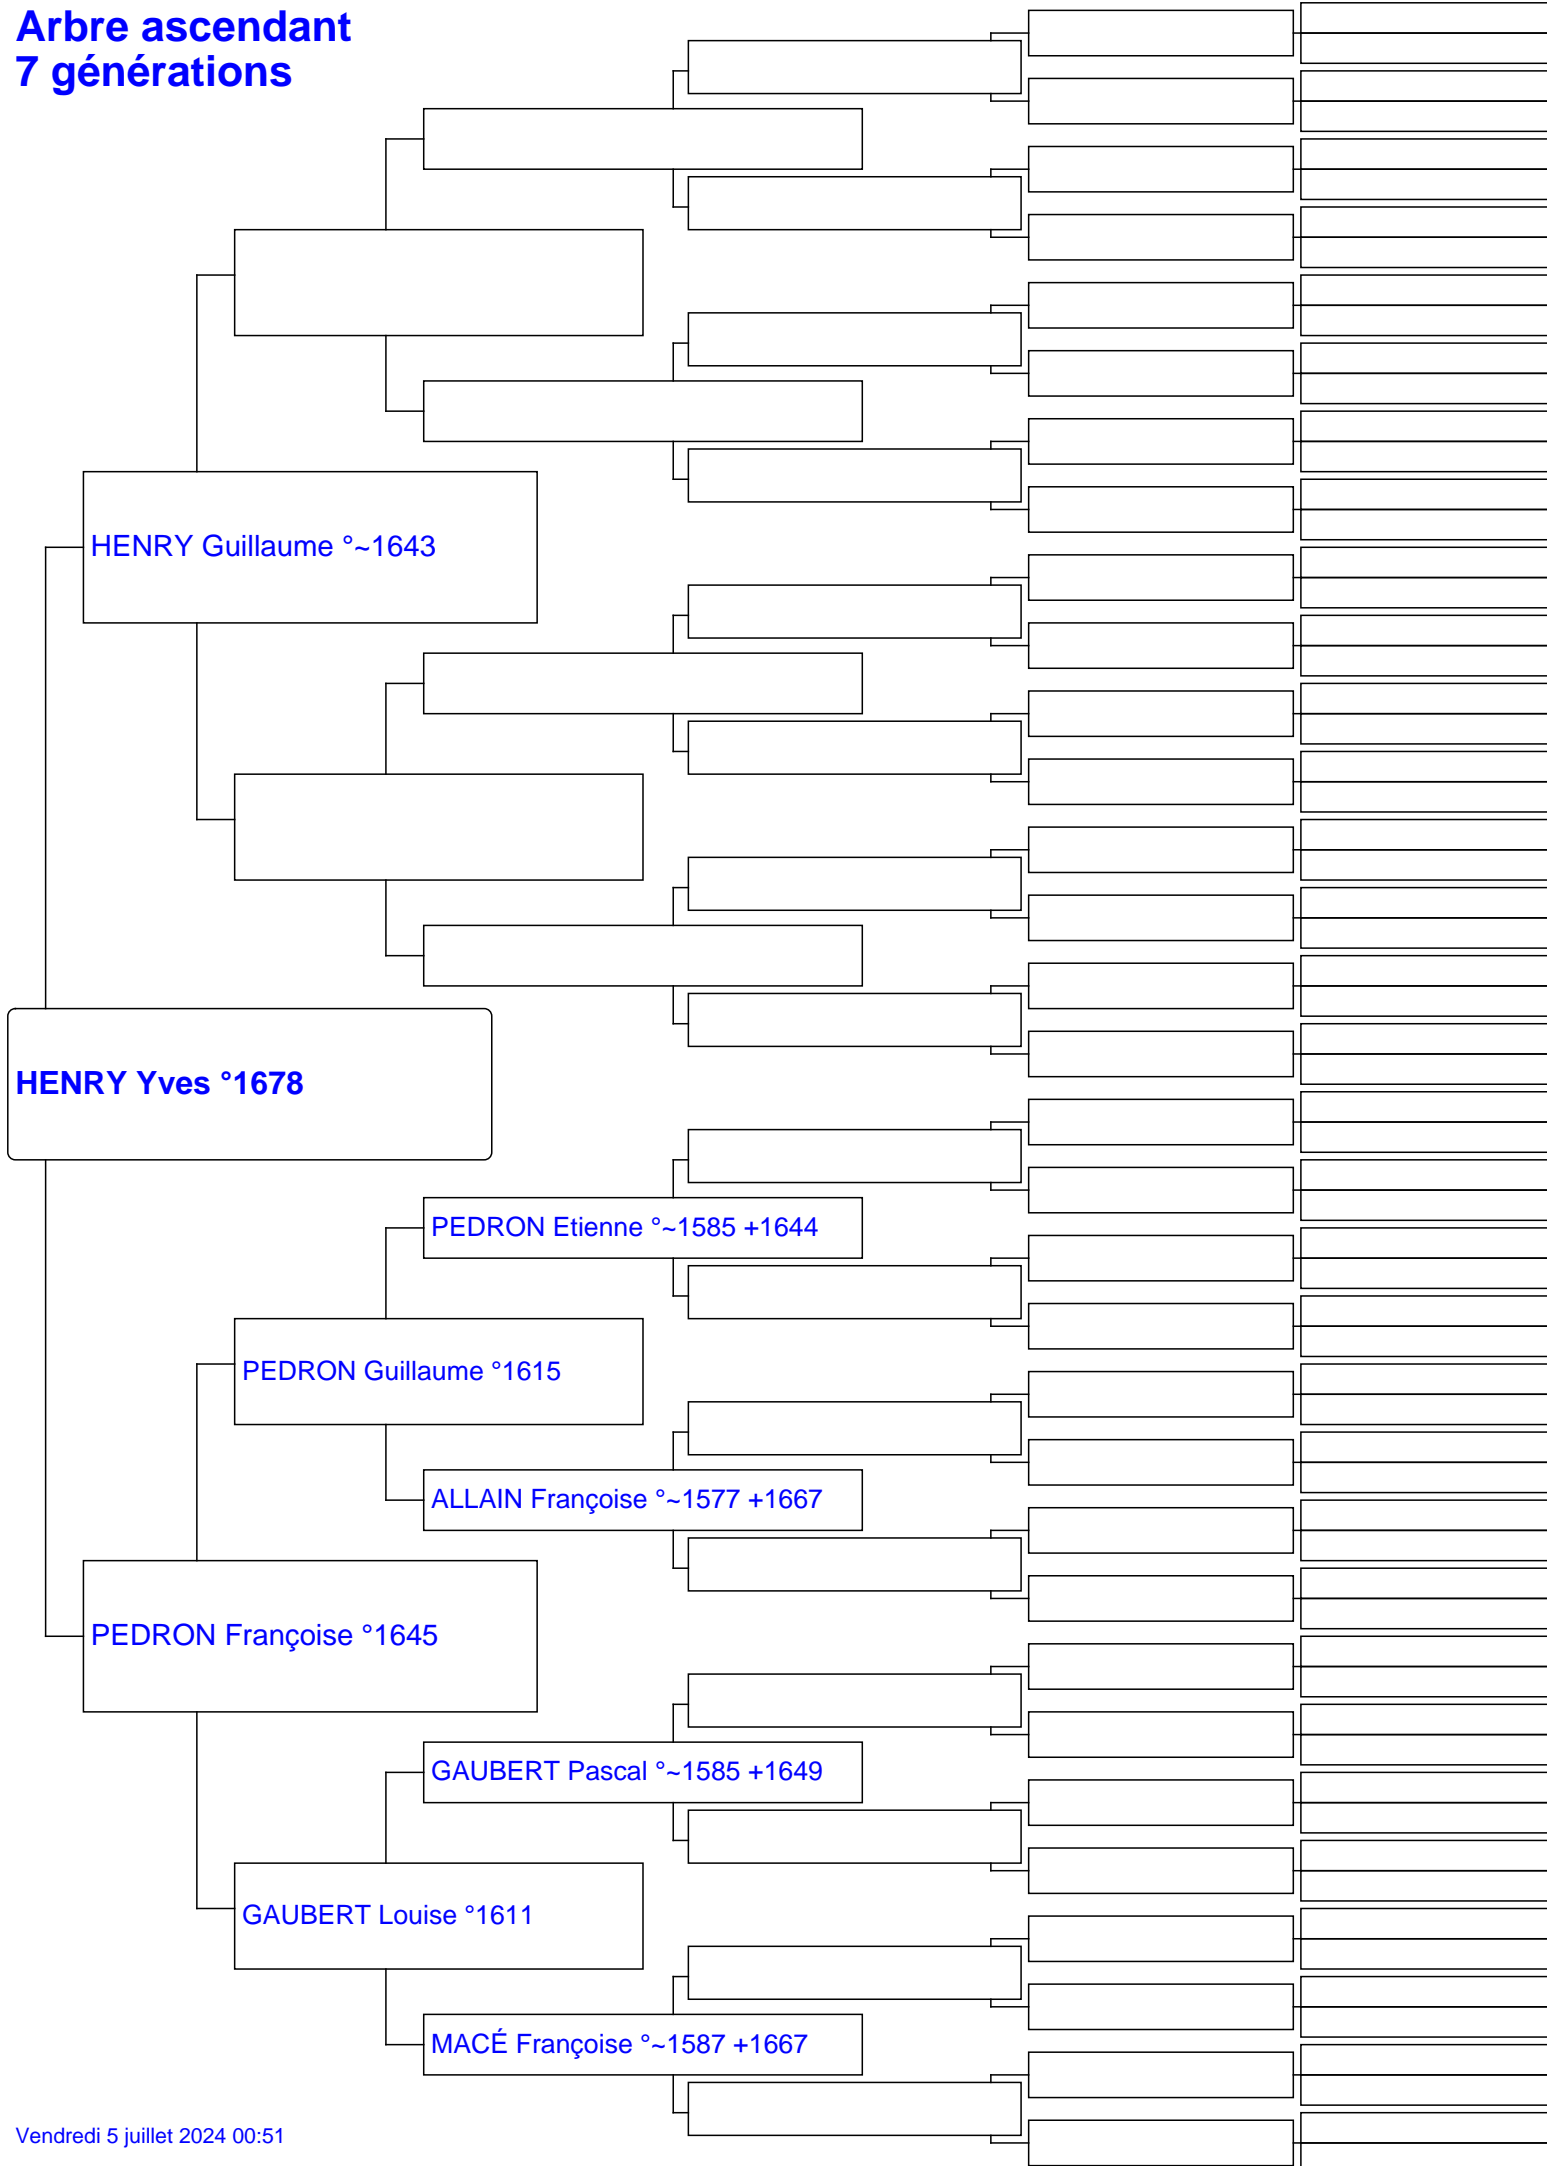 Arbre ascendant
7 générations
HENRY Guillaume °~1643
HENRY Yves °1678
PEDRON Etienne °~1585 +1644
PEDRON Guillaume °1615
ALLAIN Françoise °~1577 +1667
PEDRON Françoise °1645
GAUBERT Pascal °~1585 +1649
GAUBERT Louise °1611
MACÉ Françoise °~1587 +1667
Vendredi 5 juillet 2024 00:51